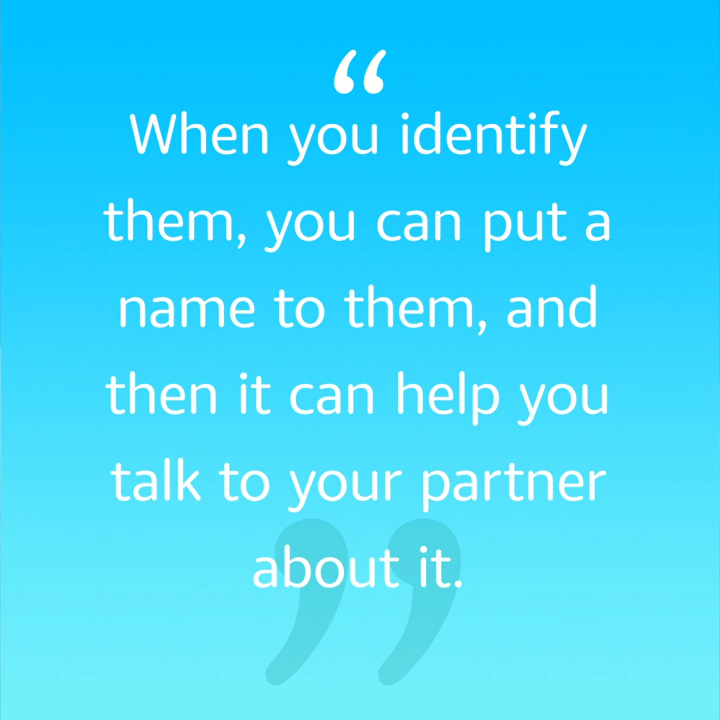 “
When you identify
them, you can put a
name to them, and
then it can help you
talk to your partner
about it.
”